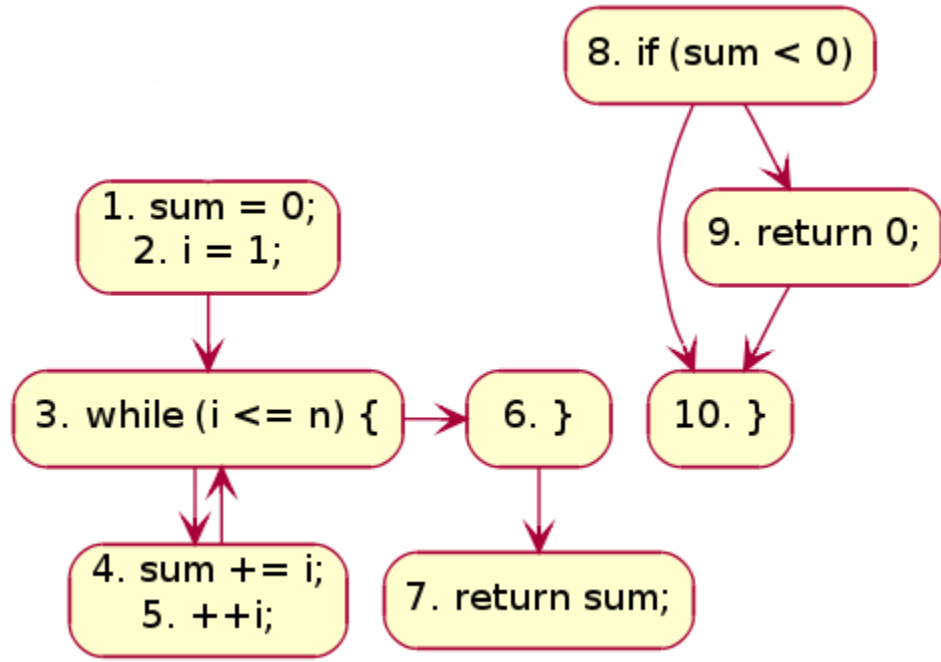 1. sum = 0;
2. i = 1;
3. while (i <= n) {
4. sum += i;
5. ++i;
6. }
7. return sum;
8. if (sum < 0)
9. return 0;
10. }